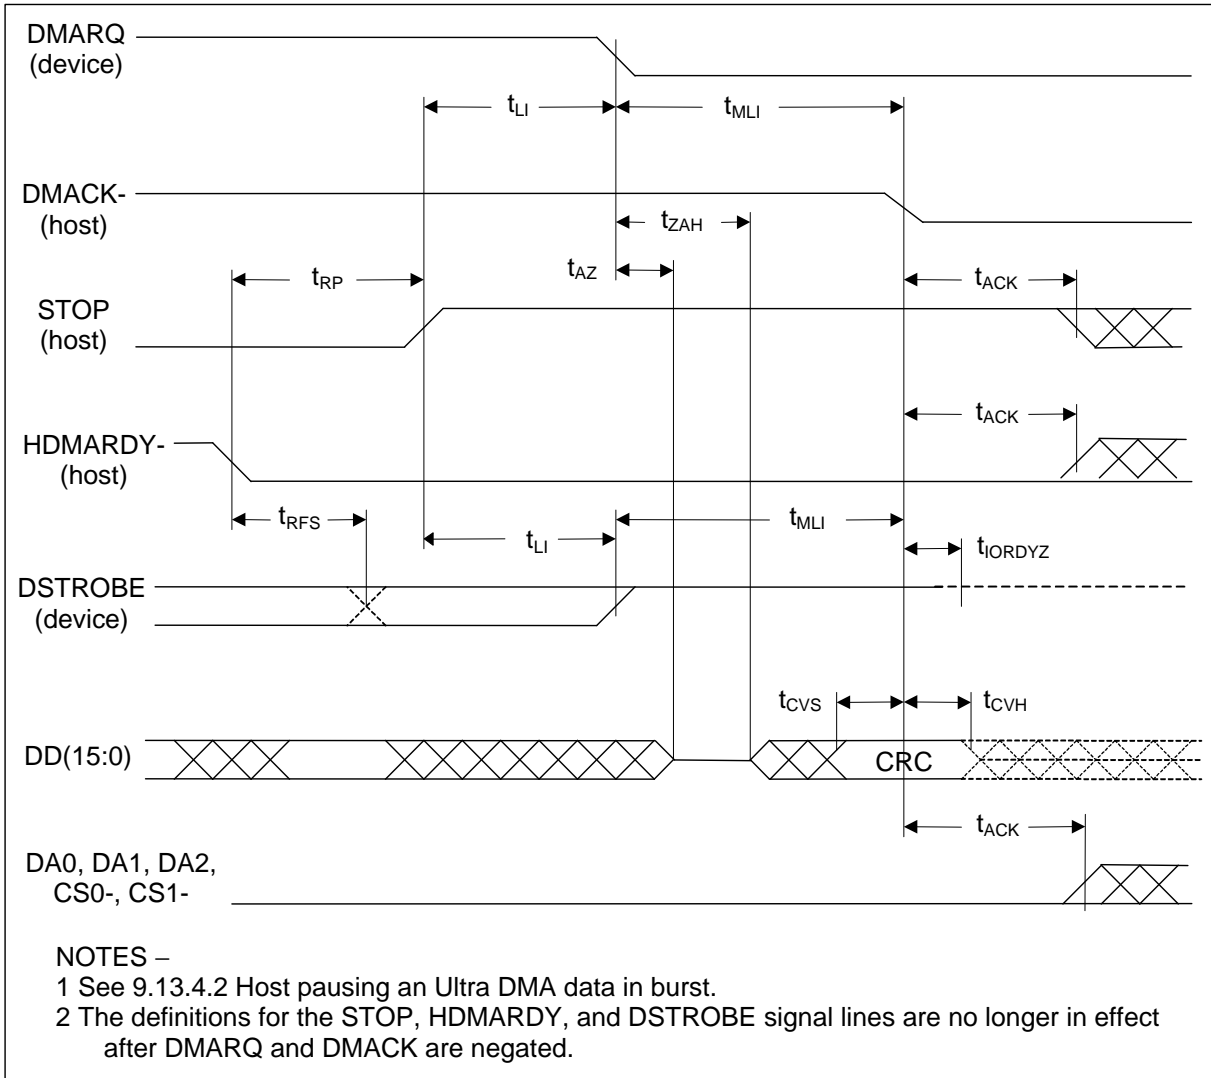 DMARQ
(device)
tLI
tMLI
DMACK-
(host)
tZAH
tAZ
tRP
tACK
STOP
(host)
tACK
HDMARDY-
(host)
tRFS
tLI
tMLI
tIORDYZ
DSTROBE
(device)
tCVS
tCVH
DD(15:0)
CRC
tACK
DA0, DA1, DA2,
CS0-, CS1-
NOTES –
1 See 9.13.4.2 Host pausing an Ultra DMA data in burst.
2 The definitions for the STOP, HDMARDY, and DSTROBE signal lines are no longer in effect
after DMARQ and DMACK are negated.